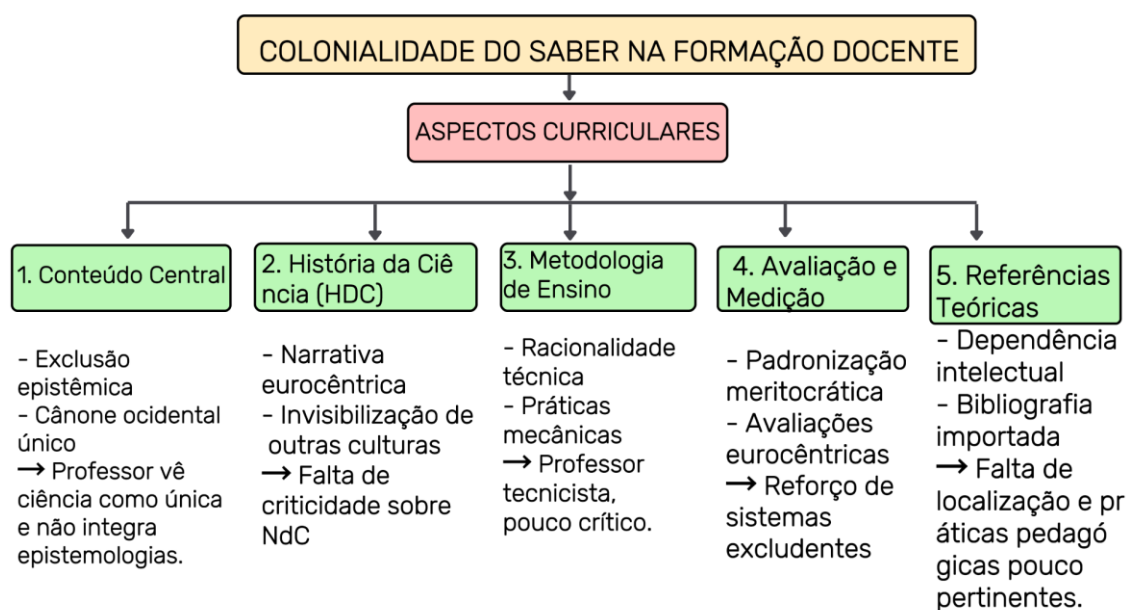 COLONIALIDADE DO SABER NA FORMAÇÃO DOCENTE
ASPECTOS CURRICULARES
1. Conteúdo Central
- Exclusão
epistêmica
- Cânone ocidental
único
→ Professor vê
ciência como única
e não integra
epistemologias.
2. História da Ciê
ncia (HDC)
- Narrativa
eurocêntrica
- Invisibilização de
outras culturas
→ Falta de
criticidade sobre
NdC
3. Metodologia
de Ensino
- Racionalidade
técnica
- Práticas
mecânicas
→ Professor
tecnicista,
pouco crítico.
4. Avaliação e
Medição
- Padronização
meritocrática
- Avaliações
eurocêntricas
→ Reforço de
sistemas
excludentes
5. Referências
Teóricas
- Dependência
intelectual
- Bibliografia
importada
→ Falta de
localização e pr
áticas pedagó
gicas pouco
pertinentes.